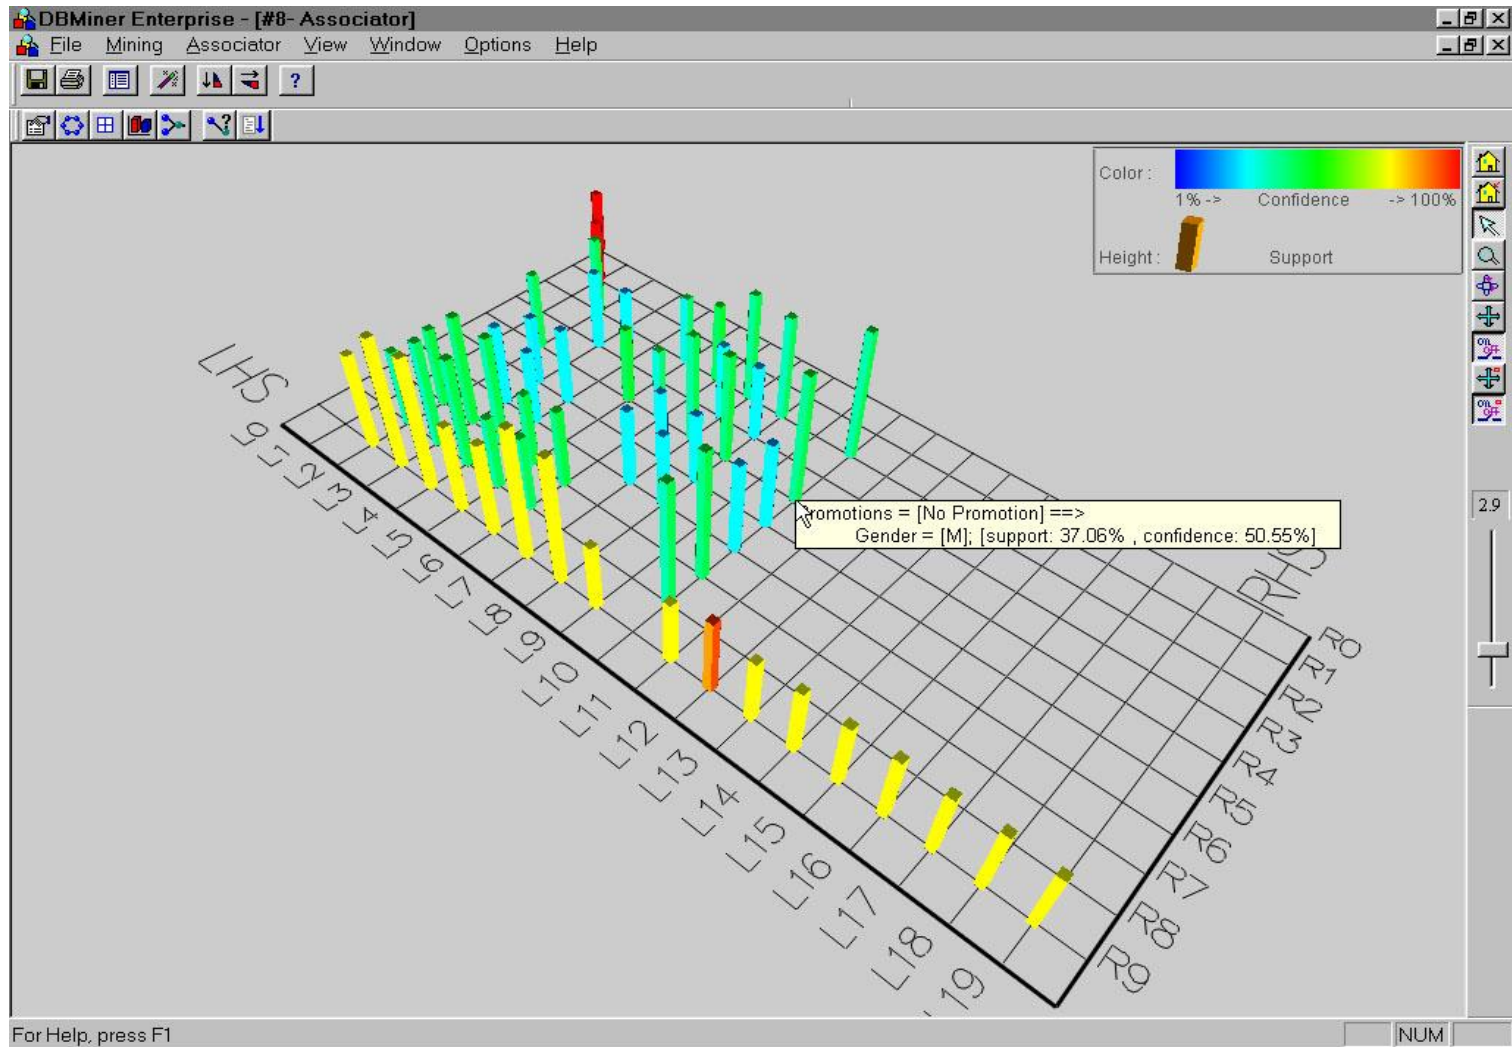 DBMiner Enterprise - [#8- Associator]
File Mining Associator View Window Options Help
?
Color :
1% -> Confidence -> 100%
Height : Support
LHS
L1
L2
L3
L4
L5
L6
L7
L8
L9
L10
L11
L12
L13
L14
L15
L16
L17
L18
L19
romotions = [No Promotion] ==>
Gender = [M]; [support: 37.06% , confidence: 50.55%]
RHS
R0
R1
R2
R3
R4
R5
R6
R7
R8
R9
2.9
For Help, press F1
NUM